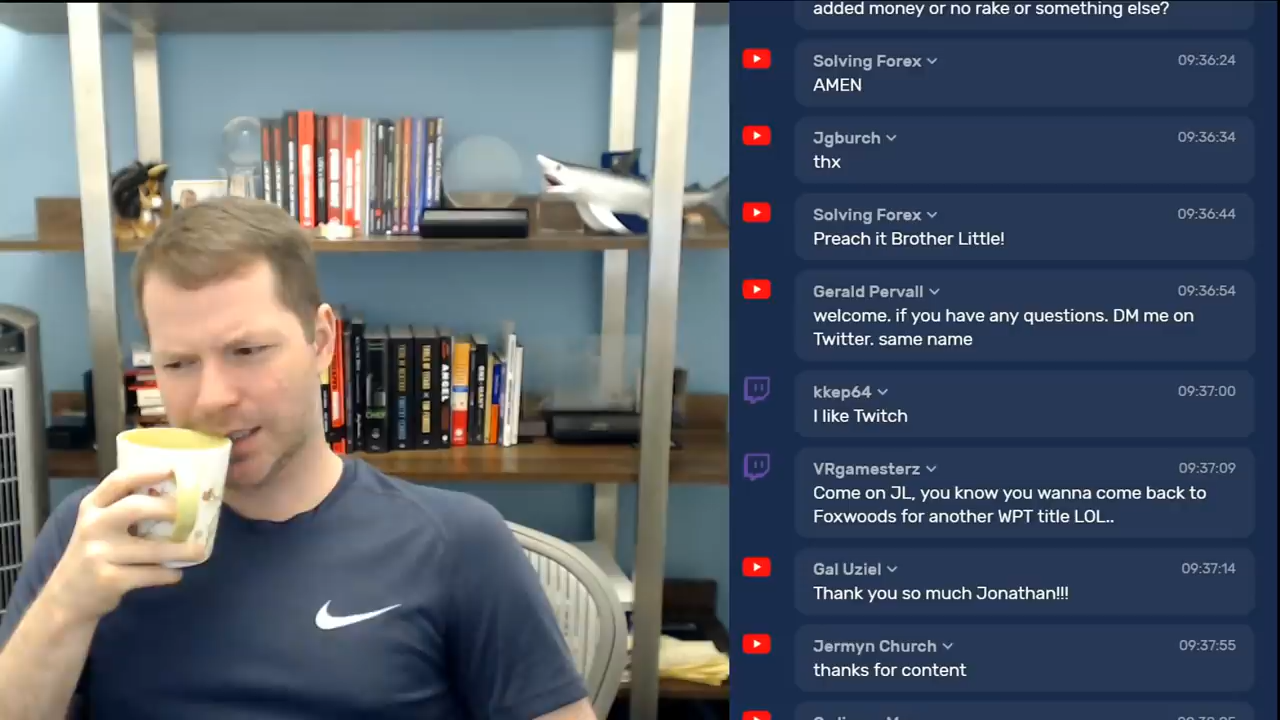 added money or no rake or something else?
Solving Forex 09:36:24
AMEN
Jgburch 09:36:34
thx
Solving Forex 09:36:44
Preach it Brother Little!
Gerald Pervall 09:36:54
welcome. if you have any questions. DM me on
Twitter. same name
kkep64 09:37:00
I like Twitch
VRgamesterz 09:37:09
Come on JL, you know you wanna come back to
Foxwoods for another WPT title LOL..
Gal Uziel 09:37:14
Thank you so much Jonathan!!!
Jermyn Church 09:37:55
thanks for content
ANGEL